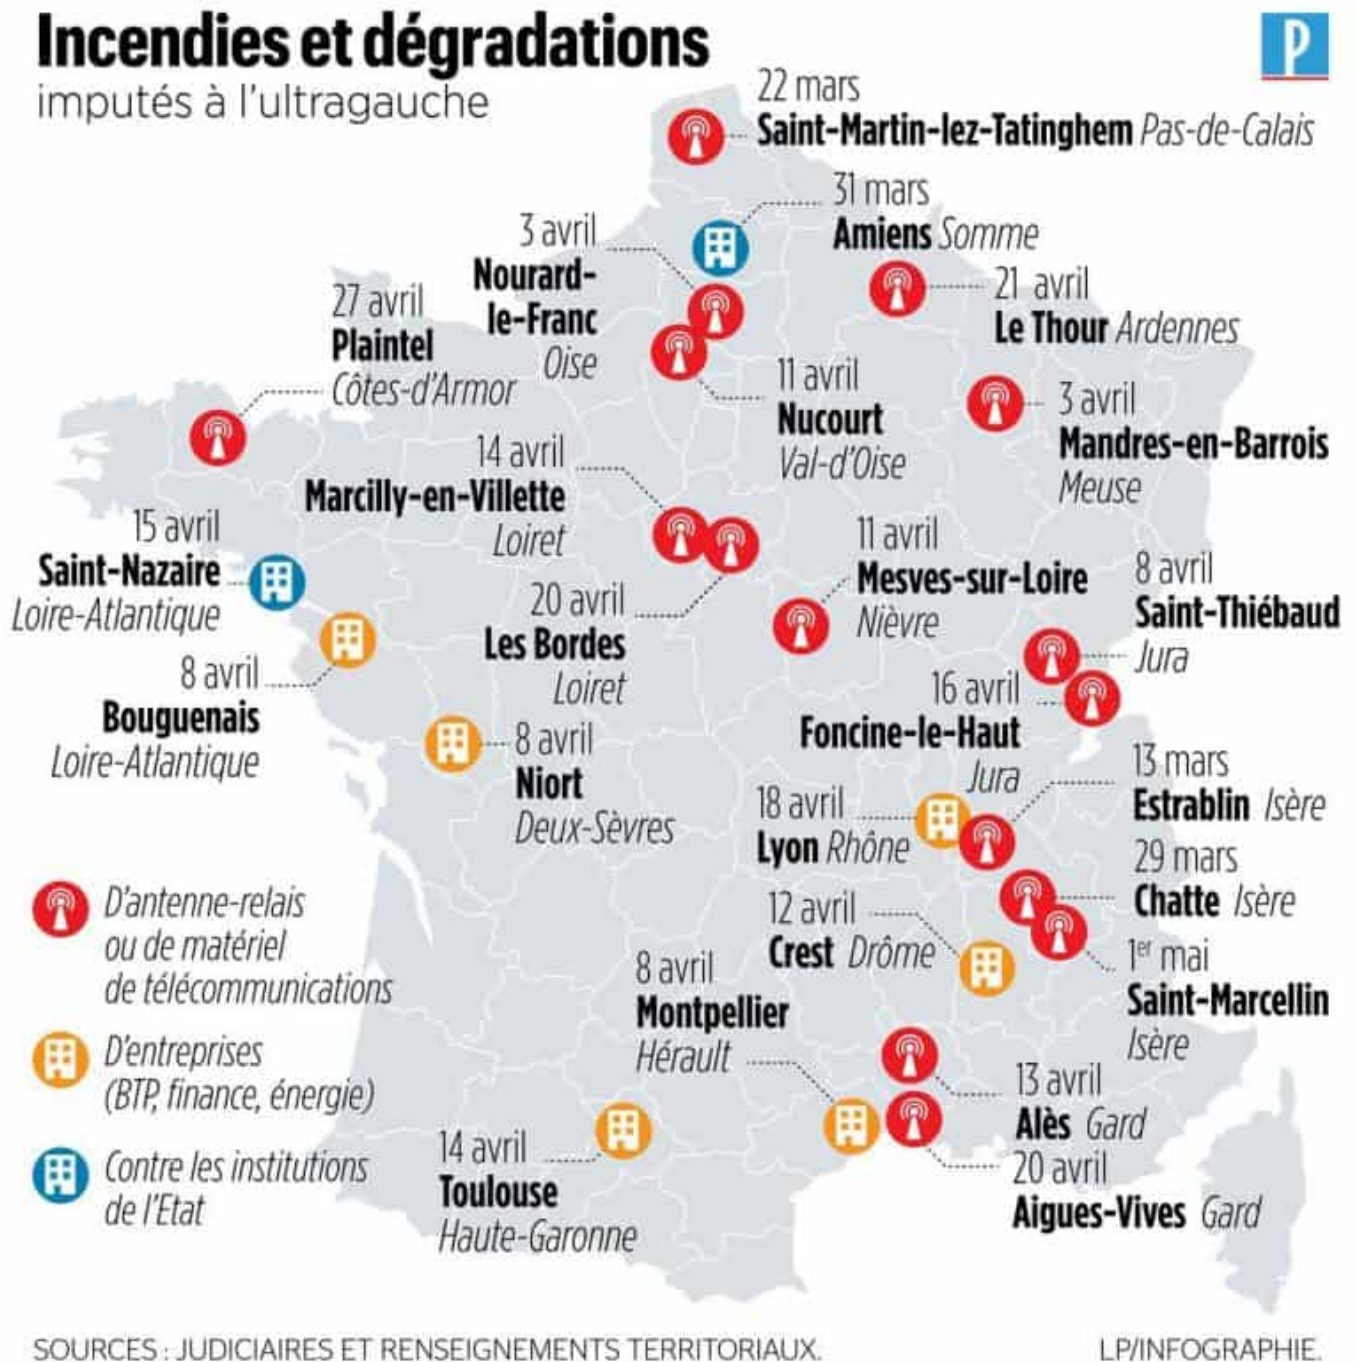 Incendies et dégradations
imputés à l'ultragauche
P
22 mars
Saint-Martin-lez-Tatinghem Pas-de-Calais
31 mars
Amiens Somme
3 avril
Nourard-
le-Franc
Oise
21 avril
Le Thour Ardennes
27 avril
Plaintel
Côtes-d'Armor
11 avril
Nucourt
Val-d'Oise
3 avril
Mandres-en-Barrois
Meuse
14 avril
Marcilly-en-Villette
Loiret
15 avril
Saint-Nazaire
Loire-Atlantique
11 avril
Mesves-sur-Loire
Nièvre
8 avril
Saint-Thiébaud
Jura
20 avril
Les Bordes
Loiret
8 avril
Bouguenais
Loire-Atlantique
16 avril
Foncine-le-Haut
Jura
8 avril
Niort
Deux-Sèvres
13 mars
Estrablin Isère
18 avril
Lyon Rhône
29 mars
Chatte Isère
12 avril
Crest Drôme
1er mai
Saint-Marcellin
Isère
8 avril
Montpellier
Hérault
13 avril
Alès Gard
14 avril
Toulouse
Haute-Garonne
20 avril
Aigues-Vives Gard
D'antenne-relais
ou de matériel
de télécommunications
D'entreprises
(BTP, finance, énergie)
Contre les institutions
de l'Etat
SOURCES : JUDICIAIRES ET RENSEIGNEMENTS TERRITORIAUX.
LP/INFOGRAPHIE.